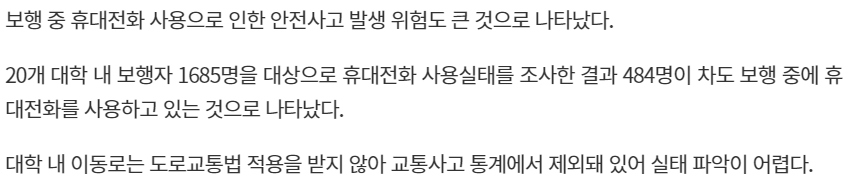 보행 중 휴대전화 사용으로 인한 안전사고 발생 위험도 큰 것으로 나타났다.
20개 대학 내 보행자 1685명을 대상으로 휴대전화 사용실태를 조사한 결과 484명이 차도 보행 중에 휴
대전화를 사용하고 있는 것으로 나타났다.
대학 내 이동로는 도로교통법 적용을 받지 않아 교통사고 통계에서 제외돼 있어 실태 파악이 어렵다.